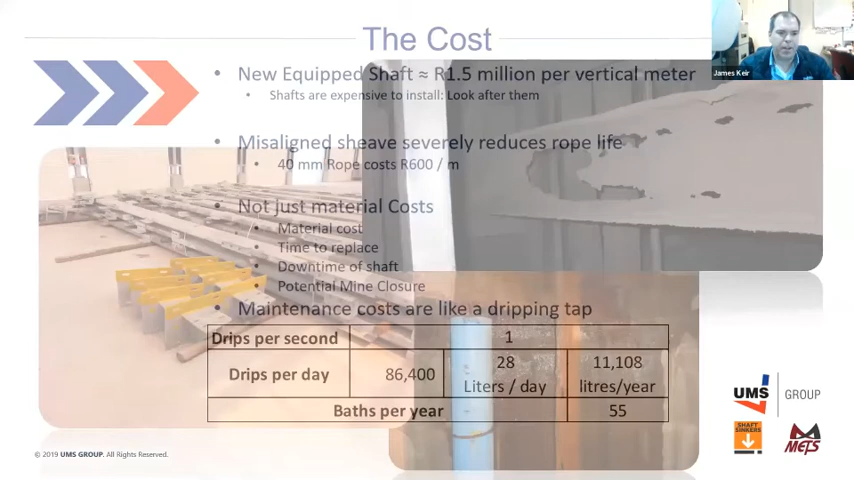 The Cost
James Keir
New Equipped Shaft ≈ R1.5 million per vertical meter
Shafts are expensive to install: Look after them
Misaligned sheave severely reduces rope life
40 mm Rope costs R600 / m
Not just material Costs
Material cost
Time to replace
Downtime of shaft
Potential Mine Closure
Maintenance costs are like a dripping tap
Drips per second 1
Drips per day 86,400 28 Liters / day 11,108 litres/year
Baths per year 55
UMS GROUP
SHAFT SINKERS
METS
© 2019 UMS GROUP. All Rights Reserved.